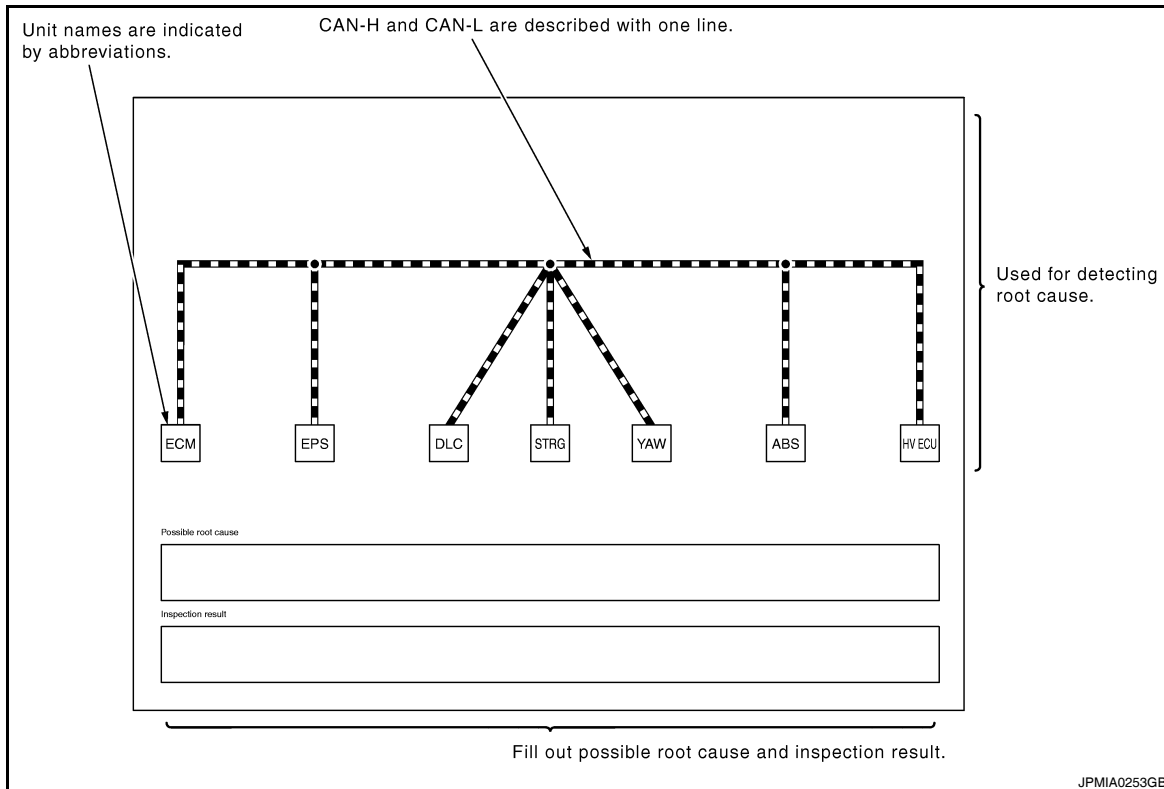 Unit names are indicated
by abbreviations.
CAN-H and CAN-L are described with one line.
Used for detecting
root cause.
ECM
EPS
DLC
STRG
YAW
ABS
HV ECU
Possible root cause
Inspection result
Fill out possible root cause and inspection result.
JPMIA0253GB